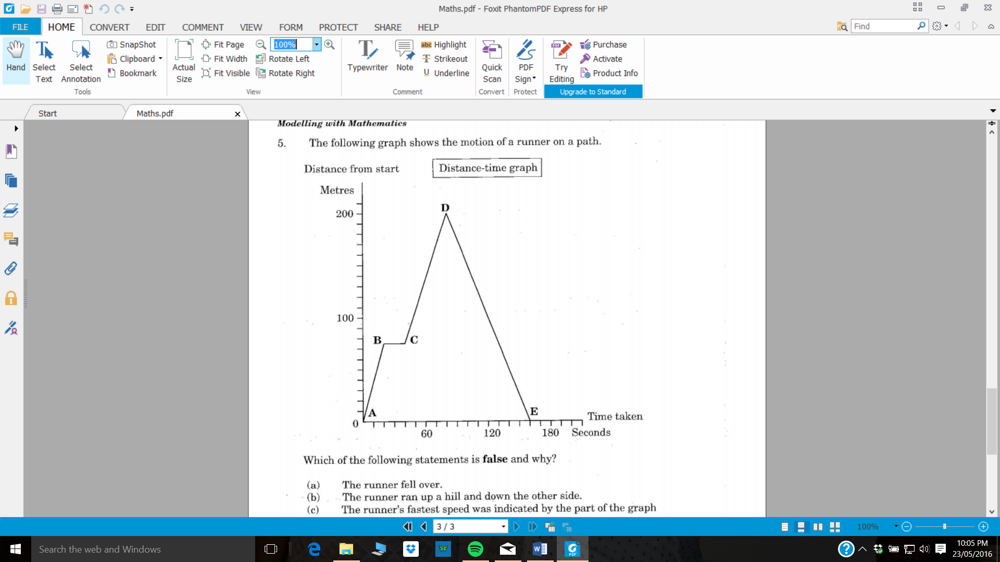 Maths.pdf - Foxit PhantomPDF Express for HP
FILE
HOME
CONVERT
EDIT
COMMENT
VIEW
FORM
PROTECT
SHARE
HELP
Find
Hand
Select
Text
Select
Annotation
SnapShot
Clipboard
Bookmark
Tools
Actual
Size
Fit Page
Fit Width
Fit Visible
100%
Rotate Left
Rotate Right
View
Typewriter
Note
Highlight
Strikeout
Underline
Comment
Quick
Scan
Convert
PDF
Sign
Protect
Try
Editing
Purchase
Activate
Product Info
Upgrade to Standard
Start
Maths.pdf
Modelling with Mathematics
5. The following graph shows the motion of a runner on a path.
Distance from start
Distance-time graph
Metres
200
100
0
D
B
C
A
E
60
120
180
Time taken
Seconds
Which of the following statements is false and why?
(a) The runner fell over.
(b) The runner ran up a hill and down the other side.
(c) The runner's fastest speed was indicated by the part of the graph
3 / 3
100%
Search the web and Windows
10:05 PM
23/05/2016